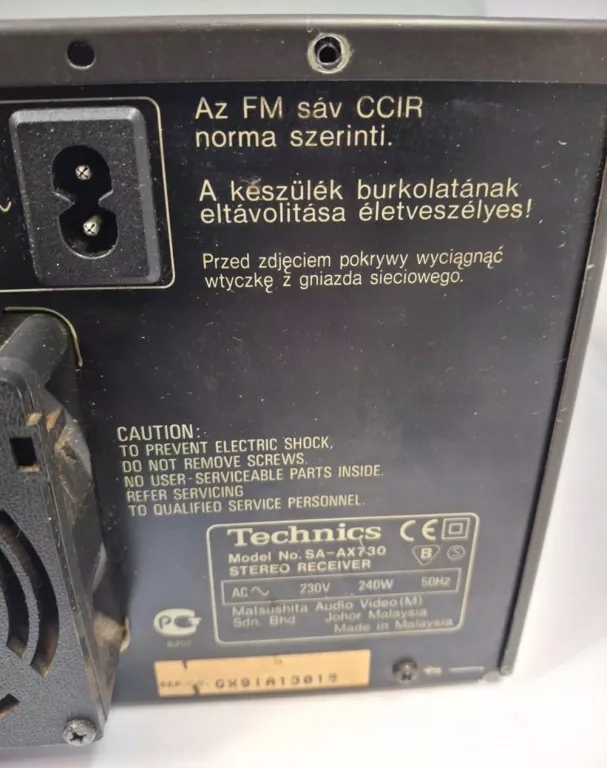 Az FM sáv CCIR
norma szerinti.
A készülék burkolatának
eltávolitása életveszélyes!
Przed zdjęciem pokrywy wyciągnąć
wtyczkę z gniazda sieciowego.
CAUTION:
TO PREVENT ELECTRIC SHOCK,
DO NOT REMOVE SCREWS.
NO USER-SERVICEABLE PARTS INSIDE.
REFER SERVICING
TO QUALIFIED SERVICE PERSONNEL.
Technics CE
Model No. SA-AX730 B S
STEREO RECEIVER
AC 230V 240W 50Hz
Matsushita Audio Video (M)
Sdn. Bhd. Johor Malaysia
Made in Malaysia
GX91A13015